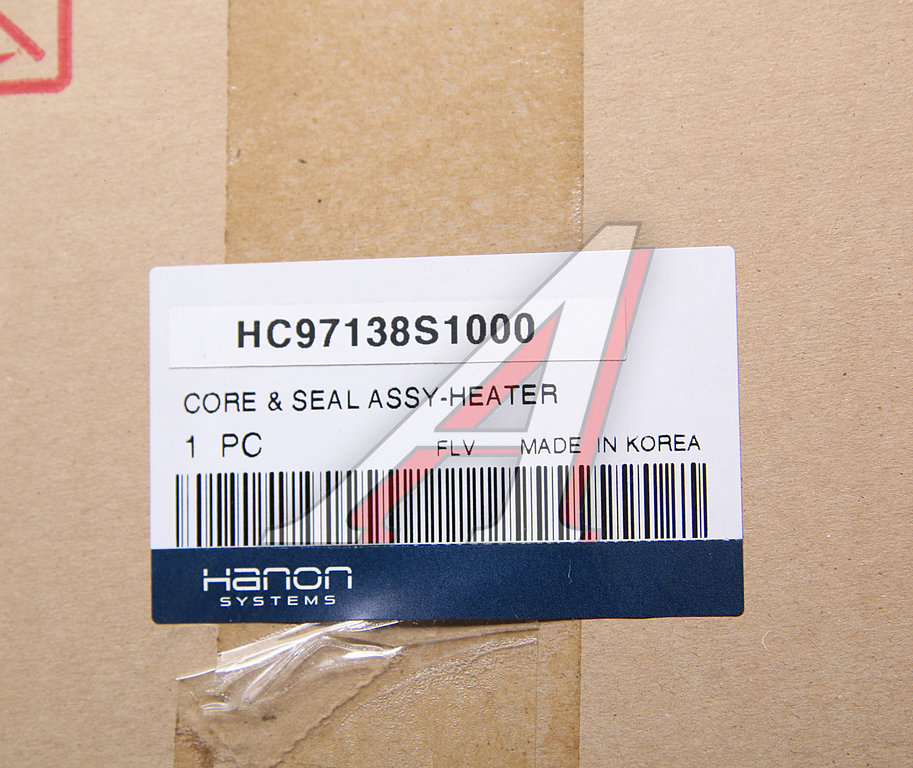 HC97138S1000
CORE & SEAL ASSY-HEATER
1 PC FLV MADE IN KOREA
Hanon
SYSTEMS